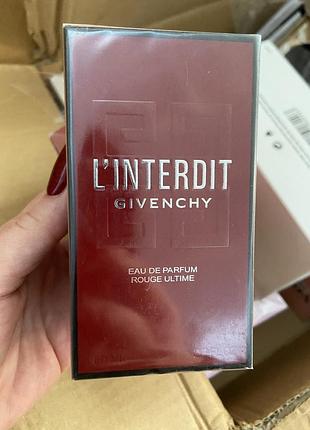 L'INTERDIT
GIVENCHY
EAU DE PARFUM
ROUGE ULTIME